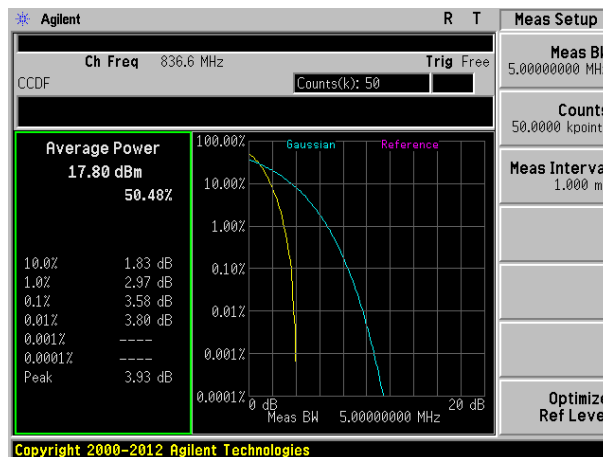 Agilent R T Meas Setup
Ch Freq 836.6 MHz Trig Free
CCDF Counts(k): 50
Average Power
17.80 dBm
50.48%
10.0% 1.83 dB
1.0% 2.97 dB
0.1% 3.58 dB
0.01% 3.80 dB
0.001% ----
0.0001% ----
Peak 3.93 dB
Gaussian Reference
100.00%
10.00%
1.00%
0.10%
0.01%
0.001%
0.0001%
0 dB 20 dB
Meas BW 5.00000000 MHz
Meas B
5.00000000 MH
Count
50.0000 kpoint
Meas Interva
1.000 m
Optimize
Ref Leve
Copyright 2000-2012 Agilent Technologies